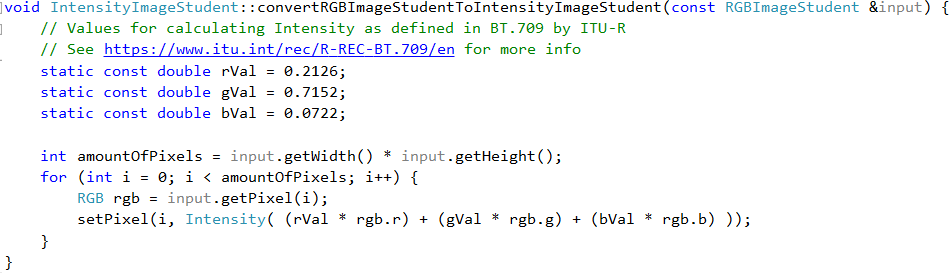 void IntensityImageStudent::convertRGBImageStudentToIntensityImageStudent(const RGBImageStudent &input) {
    // Values for calculating Intensity as defined in BT.709 by ITU-R
    // See https://www.itu.int/rec/R-REC-BT.709/en for more info
    static const double rVal = 0.2126;
    static const double gVal = 0.7152;
    static const double bVal = 0.0722;

    int amountOfPixels = input.getWidth() * input.getHeight();
    for (int i = 0; i < amountOfPixels; i++) {
        RGB rgb = input.getPixel(i);
        setPixel(i, Intensity( (rVal * rgb.r) + (gVal * rgb.g) + (bVal * rgb.b) ));
    }
}